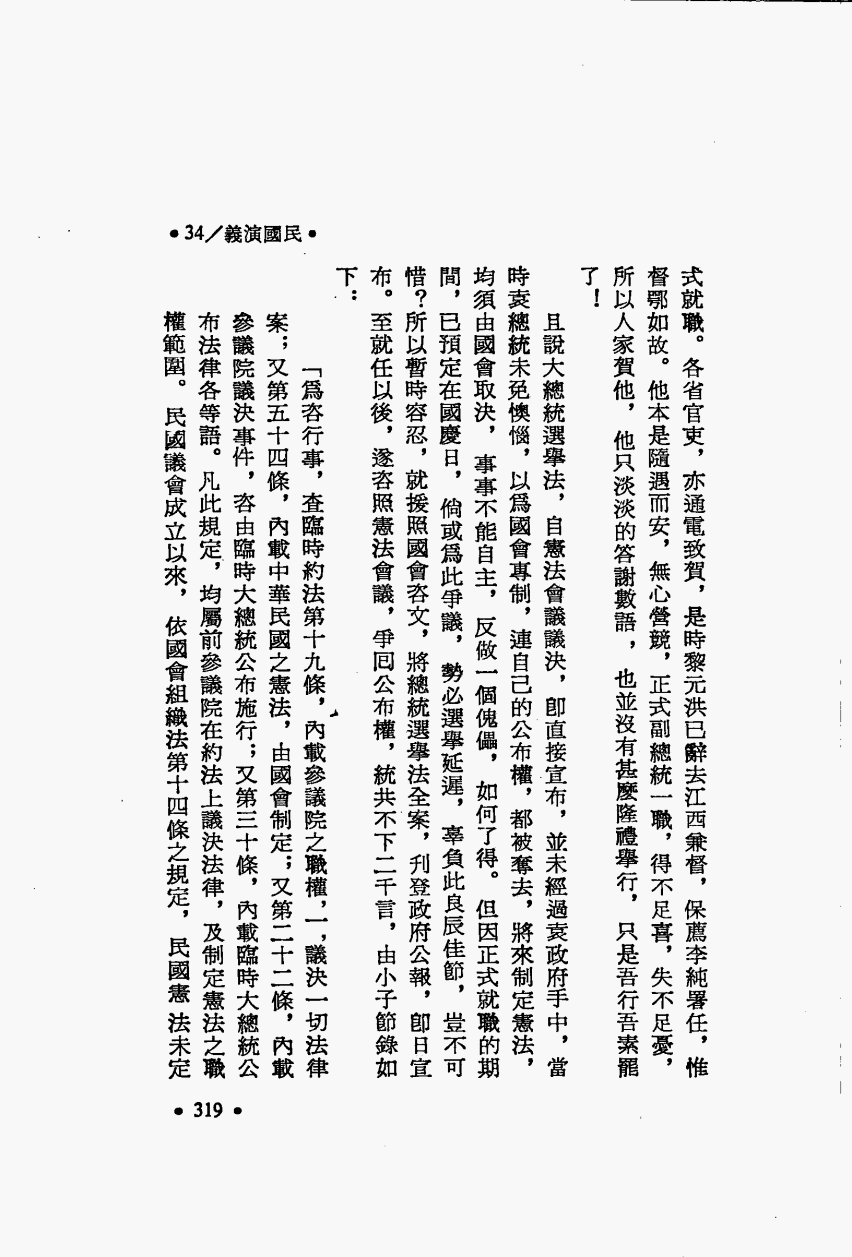 •民國演義/34•
式就職。各省官吏，亦通電致賀，是時黎元洪已辭去江西兼督，保薦李純署任，惟
督鄂如故。他本是隨遇而安，無心營競，正式副總統一職，得不足喜，失不足憂，
所以人家賀他，他只淡淡的答謝數語，也並沒有甚麼隆禮舉行，只是吾行吾素罷
了！
且說大總統選舉法，自憲法會議議決，卽直接宣布，並未經過袁政府手中，當
時袁總統未免懊惱，以爲國會專制，連自己的公布權，都被奪去，將來制定憲法，
均須由國會取決，事事不能自主，反做一個傀儡，如何了得。但因正式就職的期
間，已預定在國慶日，倘或爲此爭議，勢必選舉延遲，辜負此良辰佳節，豈不可
惜？所以暫時容忍，就援照國會咨文，將總統選舉法全案，刋登政府公報，卽日宣
布。至就任以後，遂咨照憲法會議，爭囘公布權，統共不下二千言，由小子節錄如
下：
「爲咨行事，査臨時約法第十九條，內載參議院之職權，一，議決一切法律
案；又第五十四條，內載中華民國之憲法，由國會制定；又第二十二條，內載
參議院議決事件，咨由臨時大總統公布施行；又第三十條，內載臨時大總統公
布法律各等語。凡此規定，均屬前參議院在約法上議決法律，及制定憲法之職
權範圍。民國議會成立以來，依國會組織法第十四條之規定，民國憲法未定
•319•